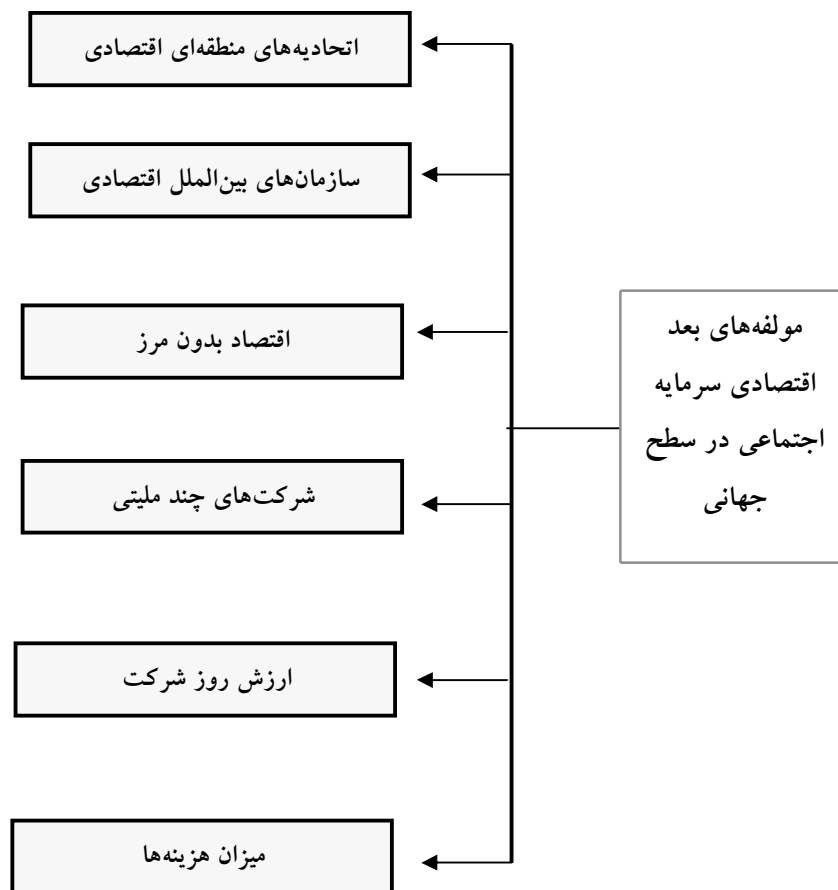 مولفه‌های بعد
اقتصادی سرمایه
اجتماعی در سطح
جهانی
اتحادیه‌های منطقه‌ای اقتصادی
سازمان‌های بین‌الملل اقتصادی
اقتصاد بدون مرز
شرکت‌های چند ملیتی
ارزش روز شرکت
میزان هزینه‌ها